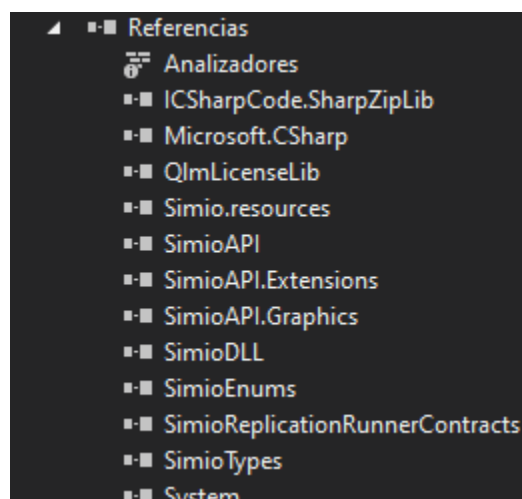 Referencias
Analizadores
ICSharpCode.SharpZipLib
Microsoft.CSharp
QlmLicenseLib
Simio.resources
SimioAPI
SimioAPI.Extensions
SimioAPI.Graphics
SimioDLL
SimioEnums
SimioReplicationRunnerContracts
SimioTypes
System